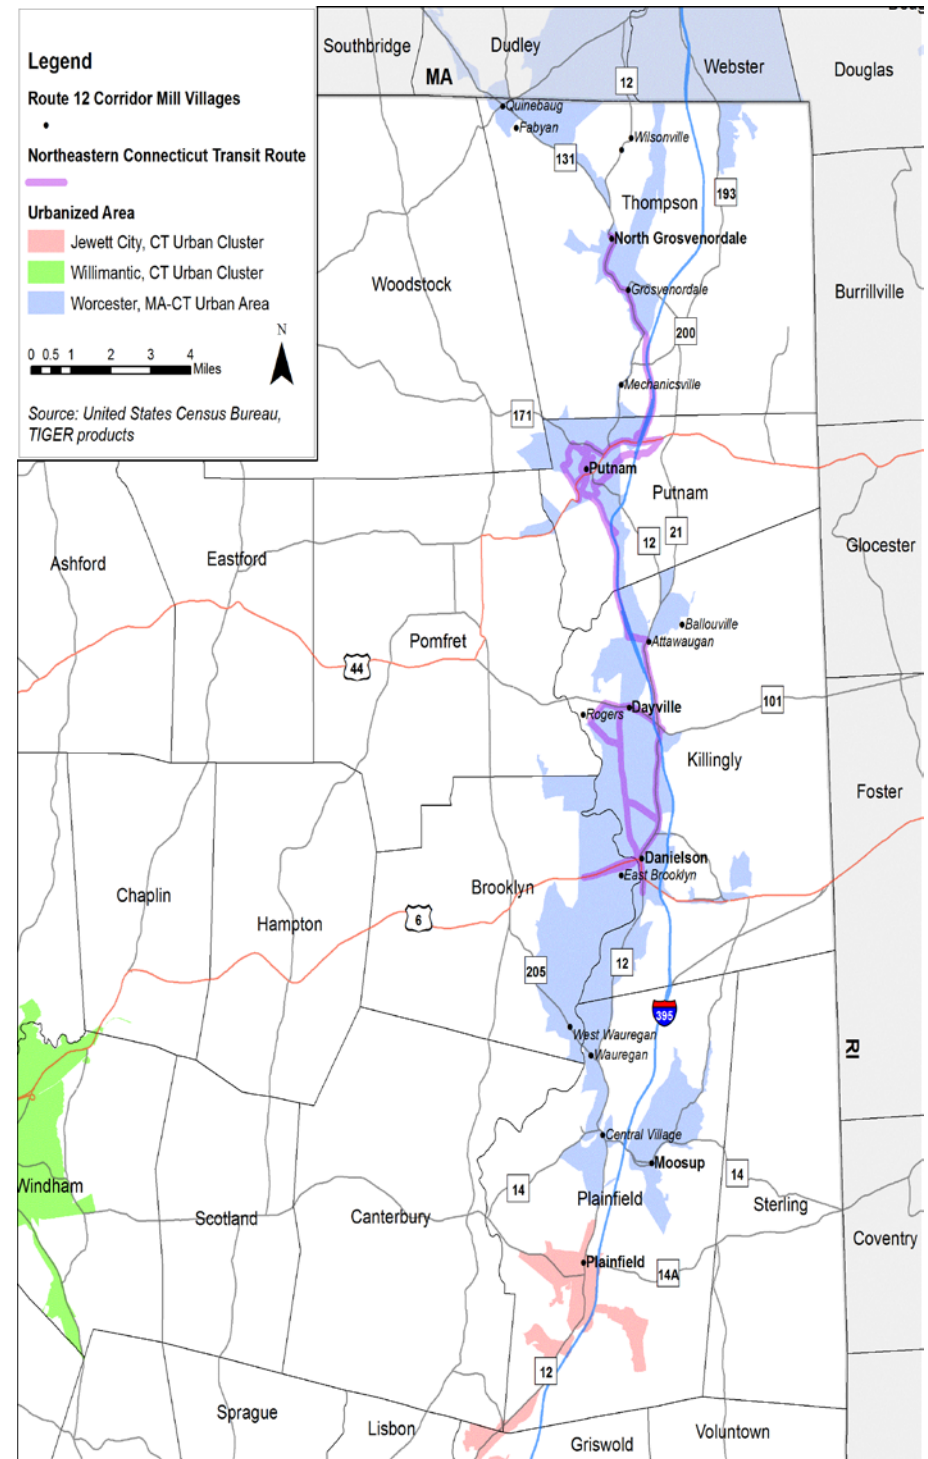 Legend
Route 12 Corridor Mill Villages
Northeastern Connecticut Transit Route
Urbanized Area
Jewett City, CT Urban Cluster
Willimantic, CT Urban Cluster
Worcester, MA-CT Urban Area
N
0 0.5 1 2 3 4
Miles
Source: United States Census Bureau,
TIGER products
Southbridge
Dudley
MA
12
Webster
Douglas
Quinebaug
Fabyan
Wilsonville
131
193
Thompson
North Grosvenordale
Woodstock
Grosvenordale
Burrillville
200
Mechanicsville
171
Putnam
Putnam
12
21
Glocester
Ashford
Eastford
Ballouville
Attawaugan
Pomfret
44
101
Rogers
Dayville
Killingly
Foster
Danielson
East Brooklyn
Brooklyn
Chaplin
Hampton
6
205
12
395
West Wauregan
Wauregan
RI
Central Village
Moosup
14
14
Windham
Plainfield
Sterling
Scotland
Canterbury
Coventry
Plainfield
14A
12
Sprague
Lisbon
Griswold
Voluntown